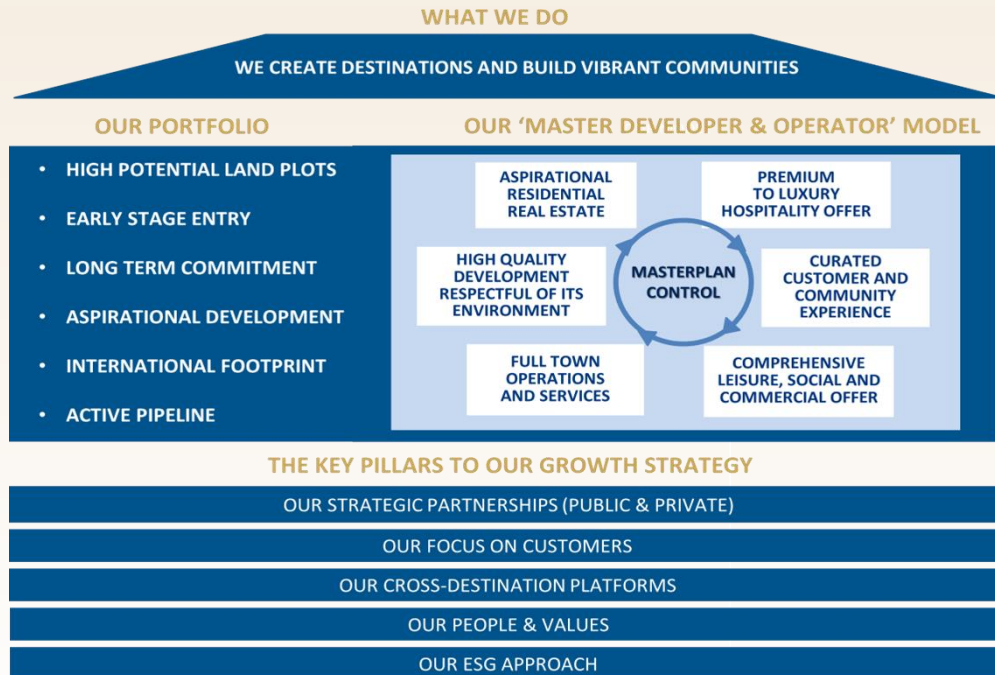 WHAT WE DO
WE CREATE DESTINATIONS AND BUILD VIBRANT COMMUNITIES
OUR PORTFOLIO
• HIGH POTENTIAL LAND PLOTS
• EARLY STAGE ENTRY
• LONG TERM COMMITMENT
• ASPIRATIONAL DEVELOPMENT
• INTERNATIONAL FOOTPRINT
• ACTIVE PIPELINE
OUR ‘MASTER DEVELOPER & OPERATOR’ MODEL
ASPIRATIONAL
RESIDENTIAL
REAL ESTATE
PREMIUM
TO LUXURY
HOSPITALITY OFFER
HIGH QUALITY
DEVELOPMENT
RESPECTFUL OF ITS
ENVIRONMENT
MASTERPLAN
CONTROL
CURATED
CUSTOMER AND
COMMUNITY
EXPERIENCE
FULL TOWN
OPERATIONS
AND SERVICES
COMPREHENSIVE
LEISURE, SOCIAL AND
COMMERCIAL OFFER
THE KEY PILLARS TO OUR GROWTH STRATEGY
OUR STRATEGIC PARTNERSHIPS (PUBLIC & PRIVATE)
OUR FOCUS ON CUSTOMERS
OUR CROSS-DESTINATION PLATFORMS
OUR PEOPLE & VALUES
OUR ESG APPROACH